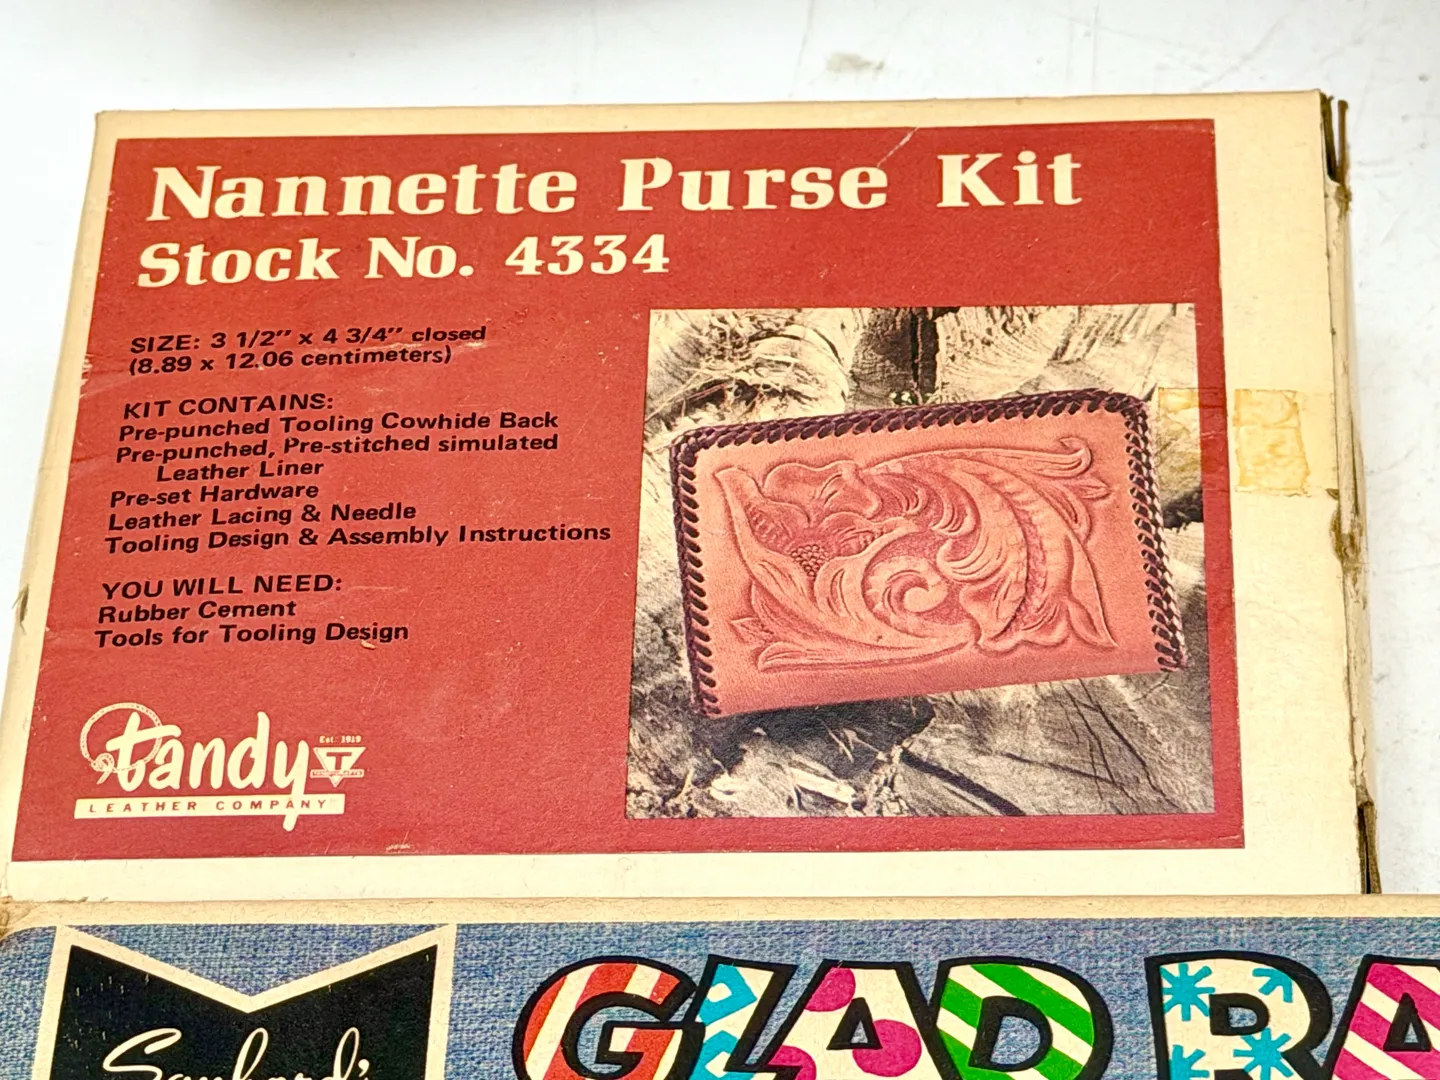 Nannette Purse Kit
Stock No. 4334
SIZE: 3 1/2" x 4 3/4" closed
(8.89 x 12.06 centimeters)
KIT CONTAINS:
Pre-punched Tooling Cowhide Back
Pre-punched, Pre-stitched simulated
Leather Liner
Pre-set Hardware
Leather Lacing & Needle
Tooling Design & Assembly Instructions
YOU WILL NEED:
Rubber Cement
Tools for Tooling Design
tandy
Est. 1919
T
LEATHER COMPANY
Sanford's
GLAD RA